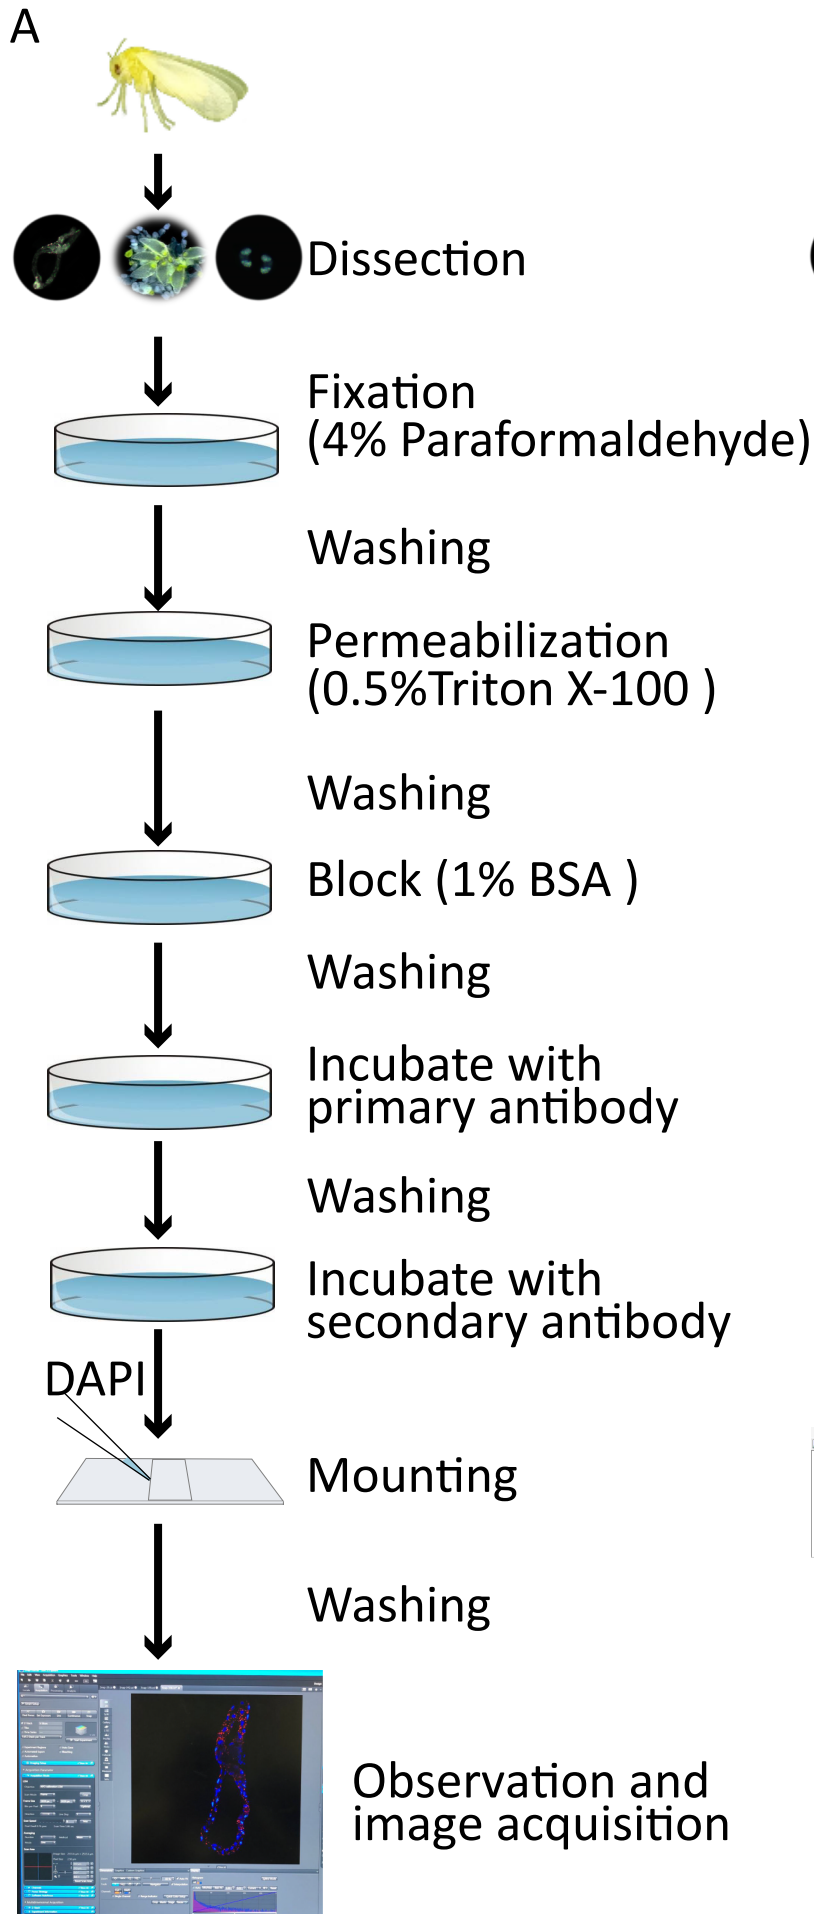 A
Dissection
Fixation
(4% Paraformaldehyde)
Washing
Permeabilization
(0.5%Triton X-100 )
Washing
Block (1% BSA )
Washing
Incubate with
primary antibody
Washing
Incubate with
secondary antibody
DAPI
Mounting
Washing
Observation and
image acquisition